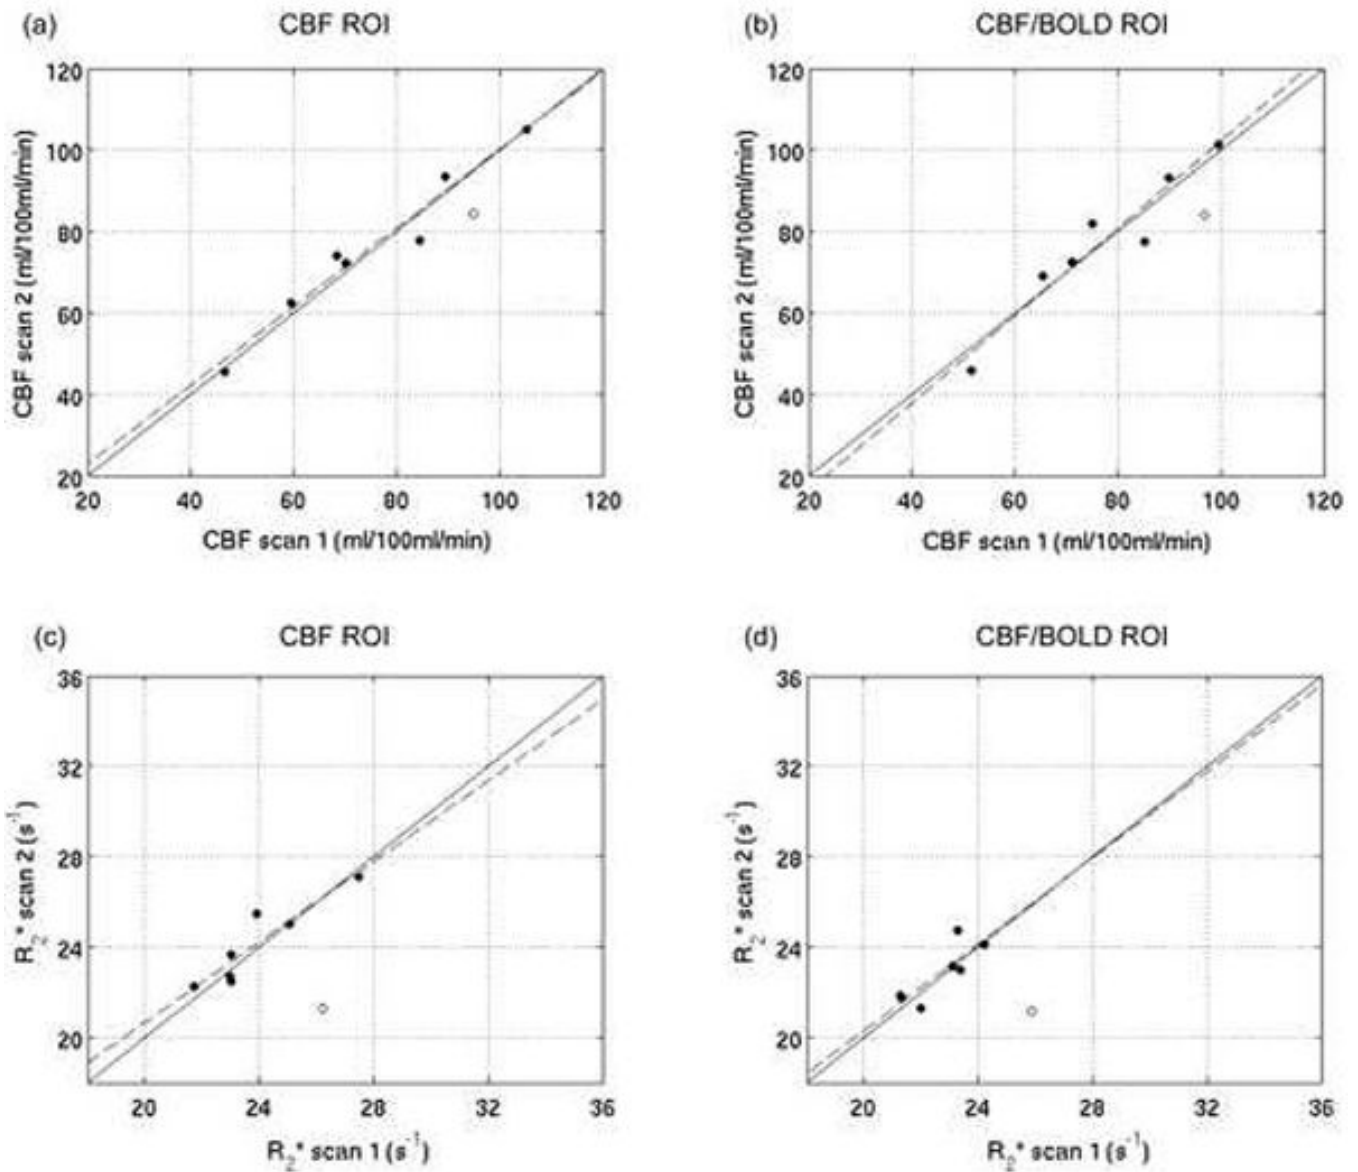 (a) CBF ROI
120
100
80
60
40
20
20 40 60 80 100 120
CBF scan 2 (ml/100ml/min)
CBF scan 1 (ml/100ml/min)
(b) CBF/BOLD ROI
120
100
80
60
40
20
20 40 60 80 100 120
CBF scan 2 (ml/100ml/min)
CBF scan 1 (ml/100ml/min)
(c) CBF ROI
36
32
28
24
20
20 24 28 32 36
R₂* scan 2 (s⁻¹)
R₂* scan 1 (s⁻¹)
(d) CBF/BOLD ROI
36
32
28
24
20
20 24 28 32 36
R₂* scan 2 (s⁻¹)
R₂* scan 1 (s⁻¹)